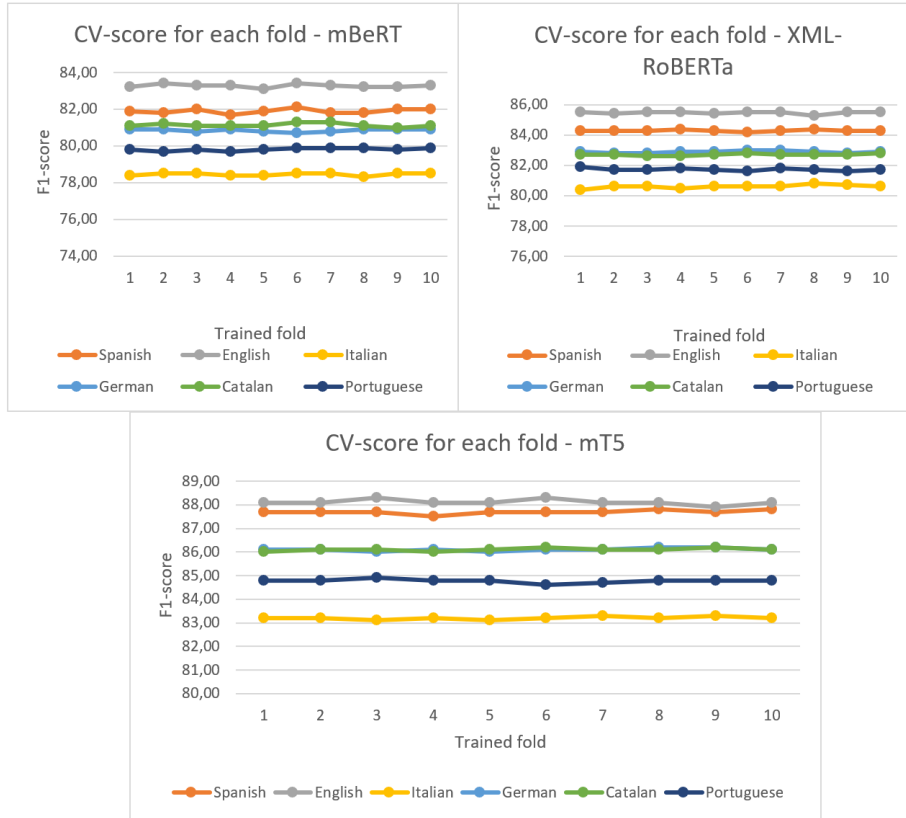 CV-score for each fold - mBeRT
84,00
82,00
80,00
78,00
76,00
74,00
F1-score
1 2 3 4 5 6 7 8 9 10
Trained fold
Spanish English Italian
German Catalan Portuguese
CV-score for each fold - XML-
RoBERTa
86,00
84,00
82,00
80,00
78,00
76,00
F1-score
1 2 3 4 5 6 7 8 9 10
Trained fold
Spanish English Italian
German Catalan Portuguese
CV-score for each fold - mT5
89,00
88,00
87,00
86,00
85,00
84,00
83,00
82,00
81,00
80,00
F1-score
1 2 3 4 5 6 7 8 9 10
Trained fold
Spanish English Italian German Catalan Portuguese